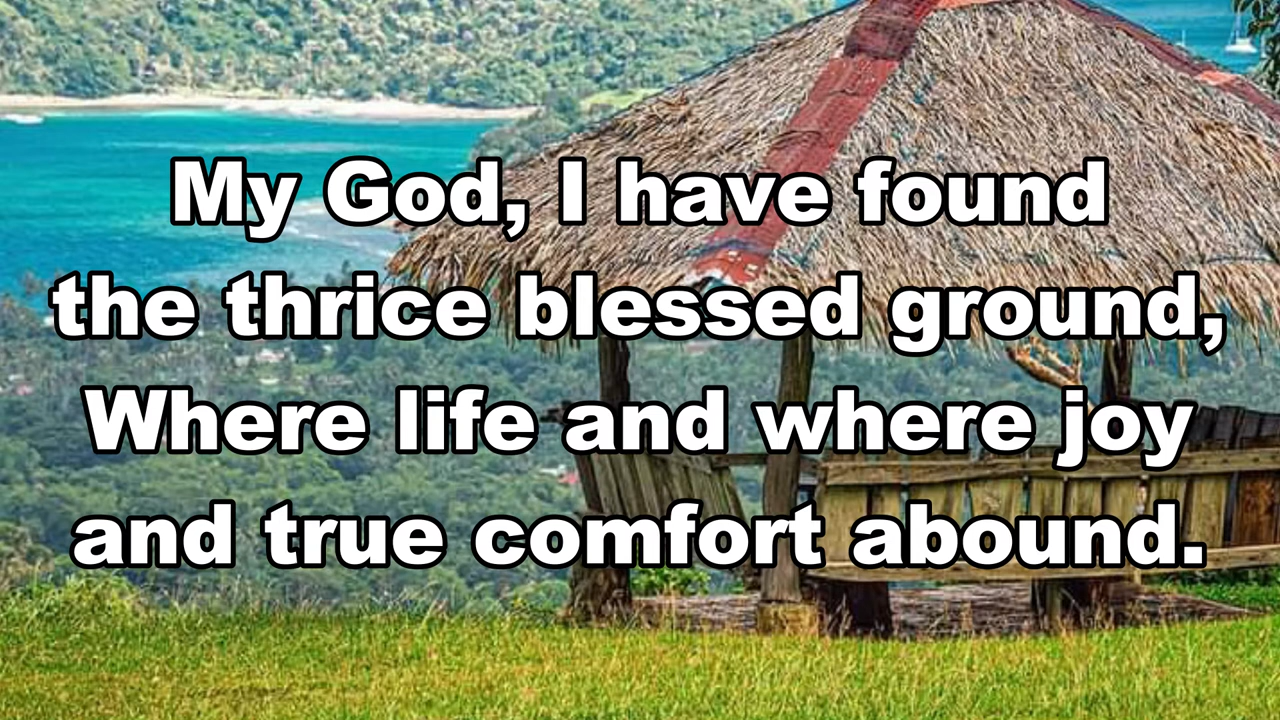 My God, I have found
the thrice blessed ground,
Where life and where joy
and true comfort abound.